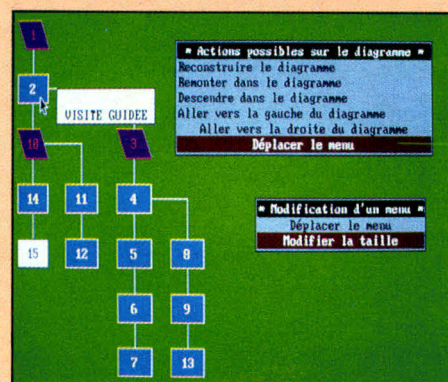 1
2
VISITE GUIDEE
10
3
14
11
4
15
12
5
8
6
9
7
13
* Actions possibles sur le diagramme *
Reconstruire le diagramme
Remonter dans le diagramme
Descendre dans le diagramme
Aller vers la gauche du diagramme
Aller vers la droite du diagramme
Déplacer le menu
* Modification d'un menu *
Déplacer le menu
Modifier la taille